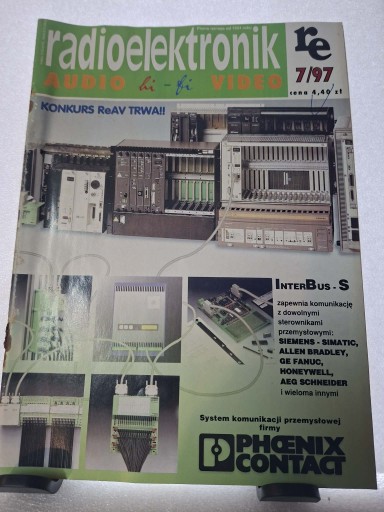 radioelektronik
re
AUDIO hi - fi VIDEO
7/97
cena 4,40 zł
KONKURS ReAV TRWA!!
INTERBUS - S
zapewnia komunikację
z dowolnymi
sterownikami
przemysłowymi:
SIEMENS - SIMATIC,
ALLEN BRADLEY,
GE FANUC,
HONEYWELL,
AEG SCHNEIDER
i wieloma innymi
System komunikacji przemysłowej
firmy
PHŒNIX
CONTACT